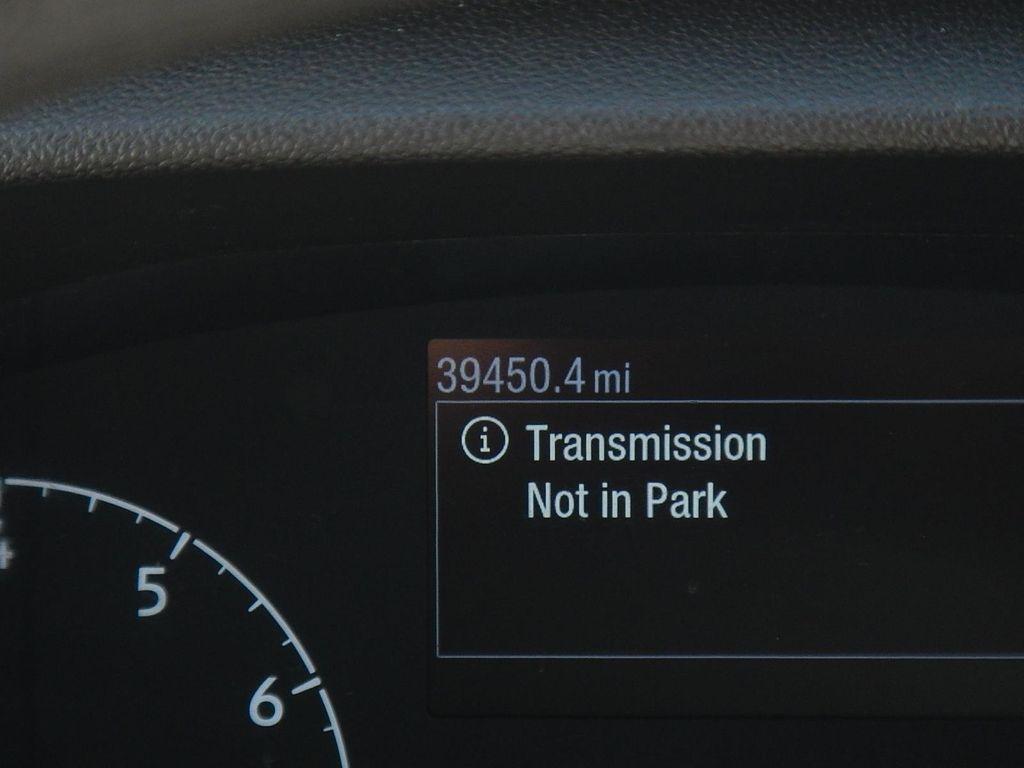 39450.4 mi
i Transmission
Not in Park
5
6